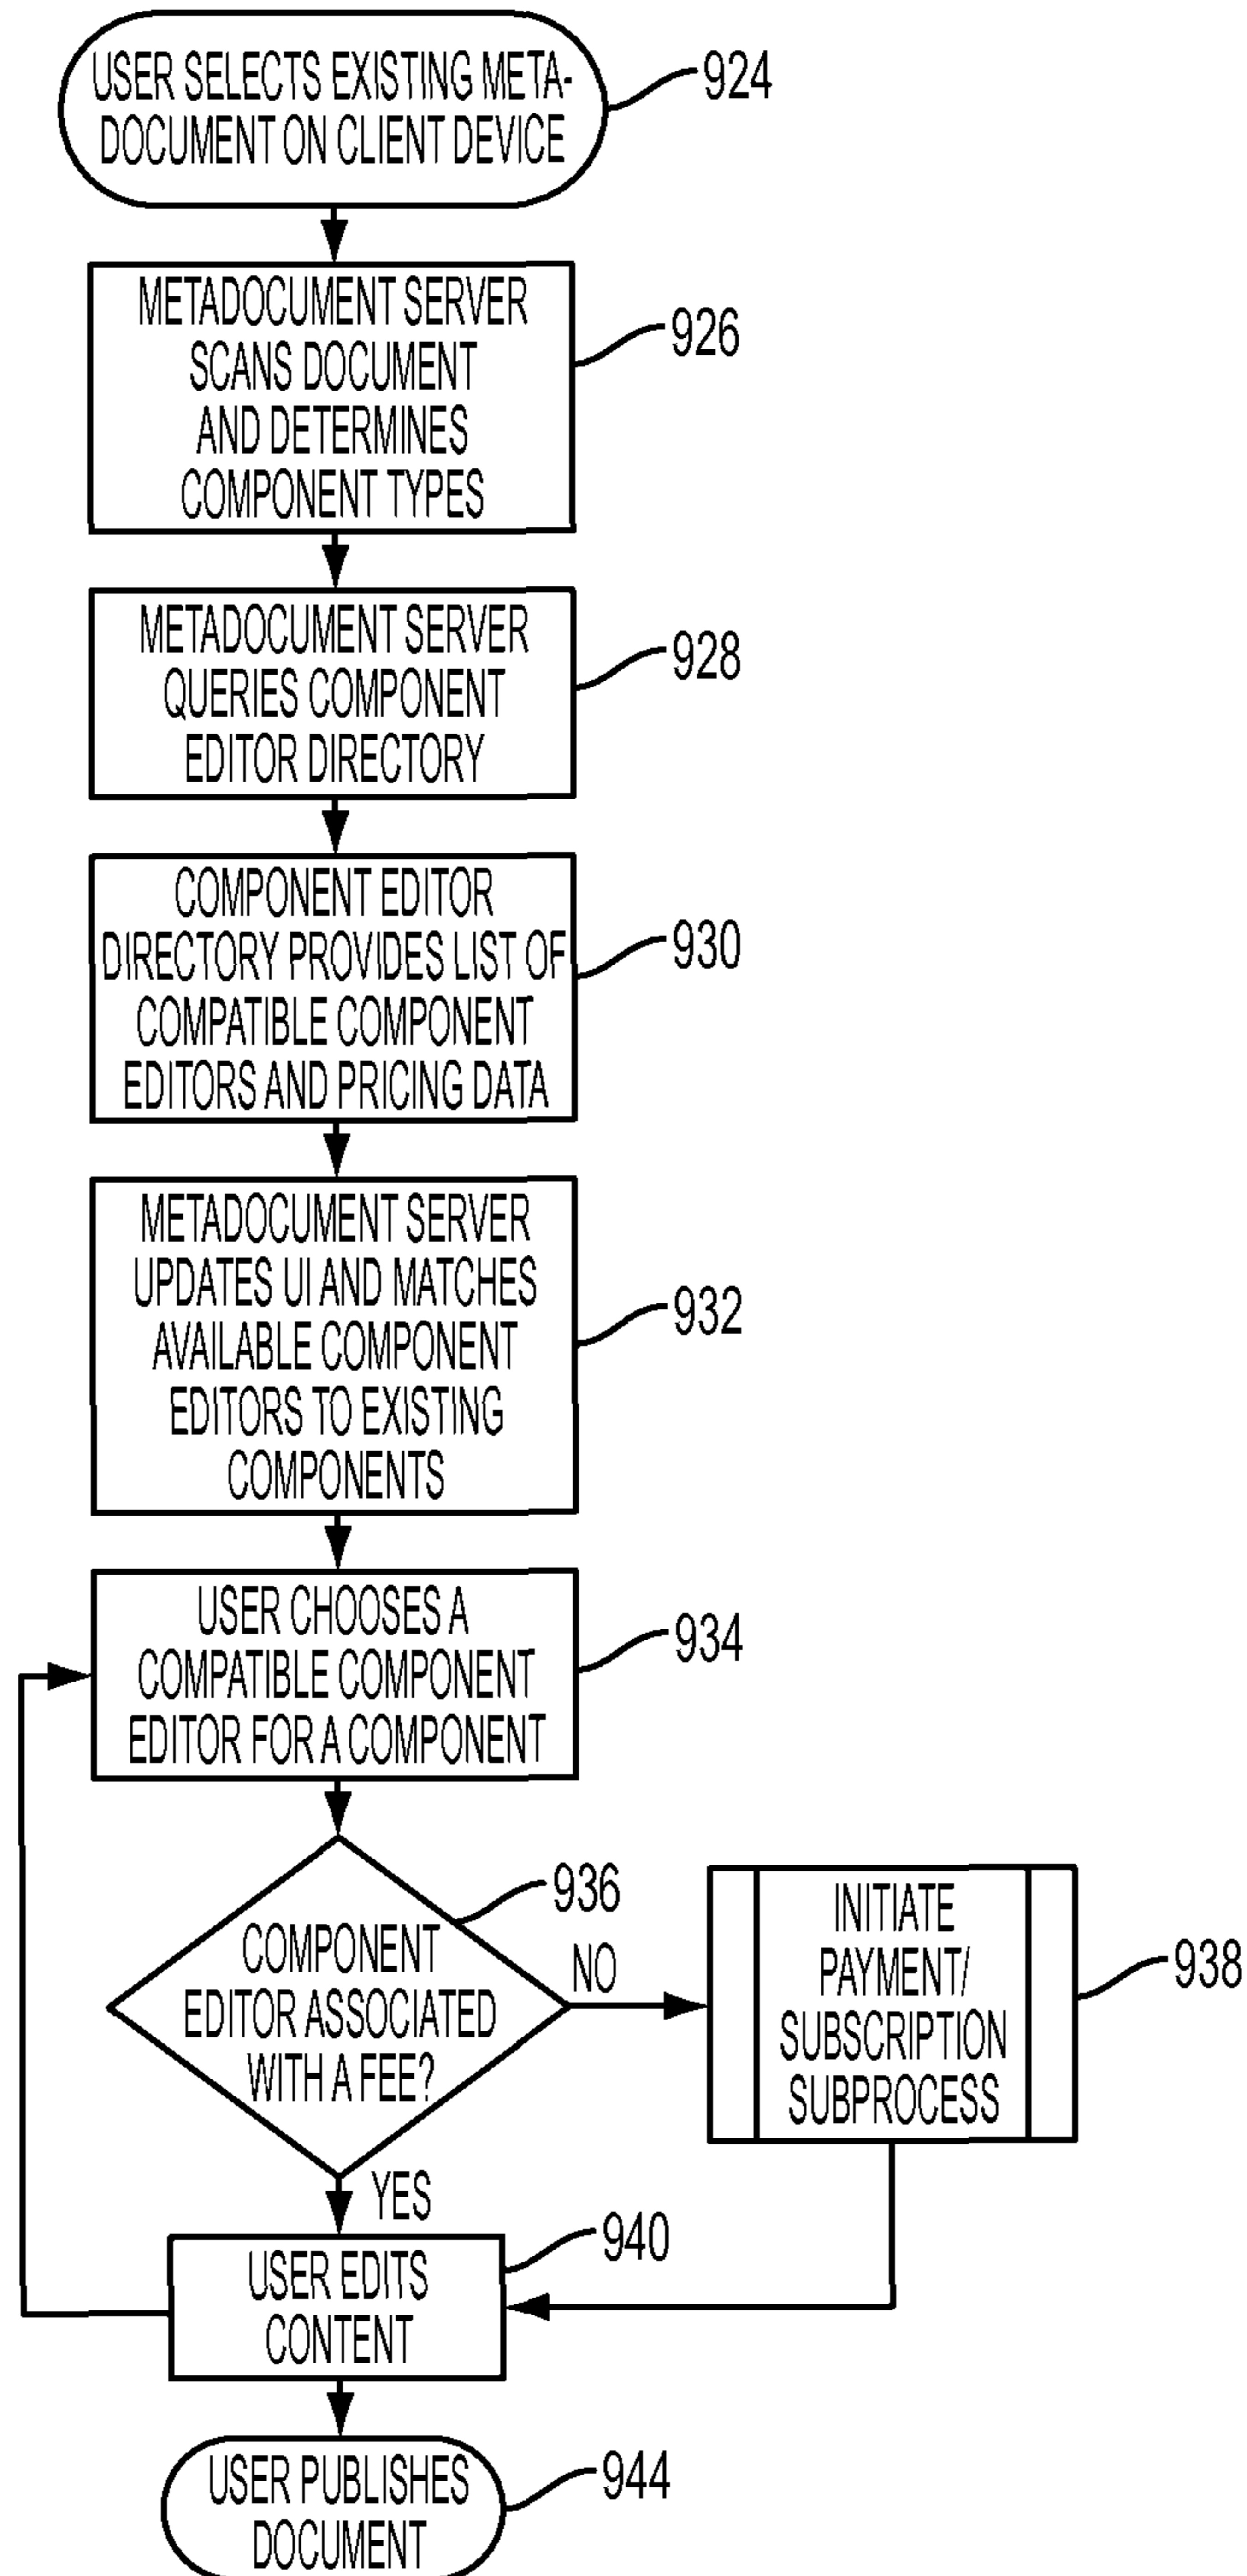 USER SELECTS EXISTING META-
DOCUMENT ON CLIENT DEVICE
924
METADOCUMENT SERVER
SCANS DOCUMENT
AND DETERMINES
COMPONENT TYPES
926
METADOCUMENT SERVER
QUERIES COMPONENT
EDITOR DIRECTORY
928
COMPONENT EDITOR
DIRECTORY PROVIDES LIST OF
COMPATIBLE COMPONENT
EDITORS AND PRICING DATA
930
METADOCUMENT SERVER
UPDATES UI AND MATCHES
AVAILABLE COMPONENT
EDITORS TO EXISTING
COMPONENTS
932
USER CHOOSES A
COMPATIBLE COMPONENT
EDITOR FOR A COMPONENT
934
COMPONENT
EDITOR ASSOCIATED
WITH A FEE?
936
NO
INITIATE
PAYMENT/
SUBSCRIPTION
SUBPROCESS
938
YES
USER EDITS
CONTENT
940
USER PUBLISHES
DOCUMENT
944